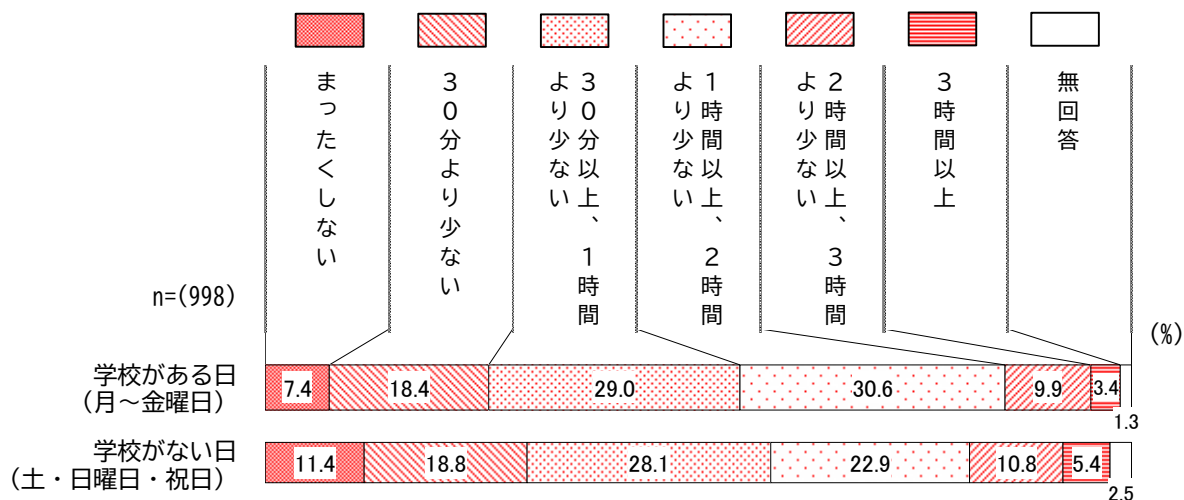 まったくしない
３０分より少ない
３０分以上、１時間
より少ない
１時間以上、２時間
より少ない
２時間以上、３時間
より少ない
３時間以上
無回答
n=(998)
(%)
学校がある日
（月～金曜日）
7.4 18.4 29.0 30.6 9.9 3.4
1.3
学校がない日
（土・日曜日・祝日）
11.4 18.8 28.1 22.9 10.8 5.4
2.5